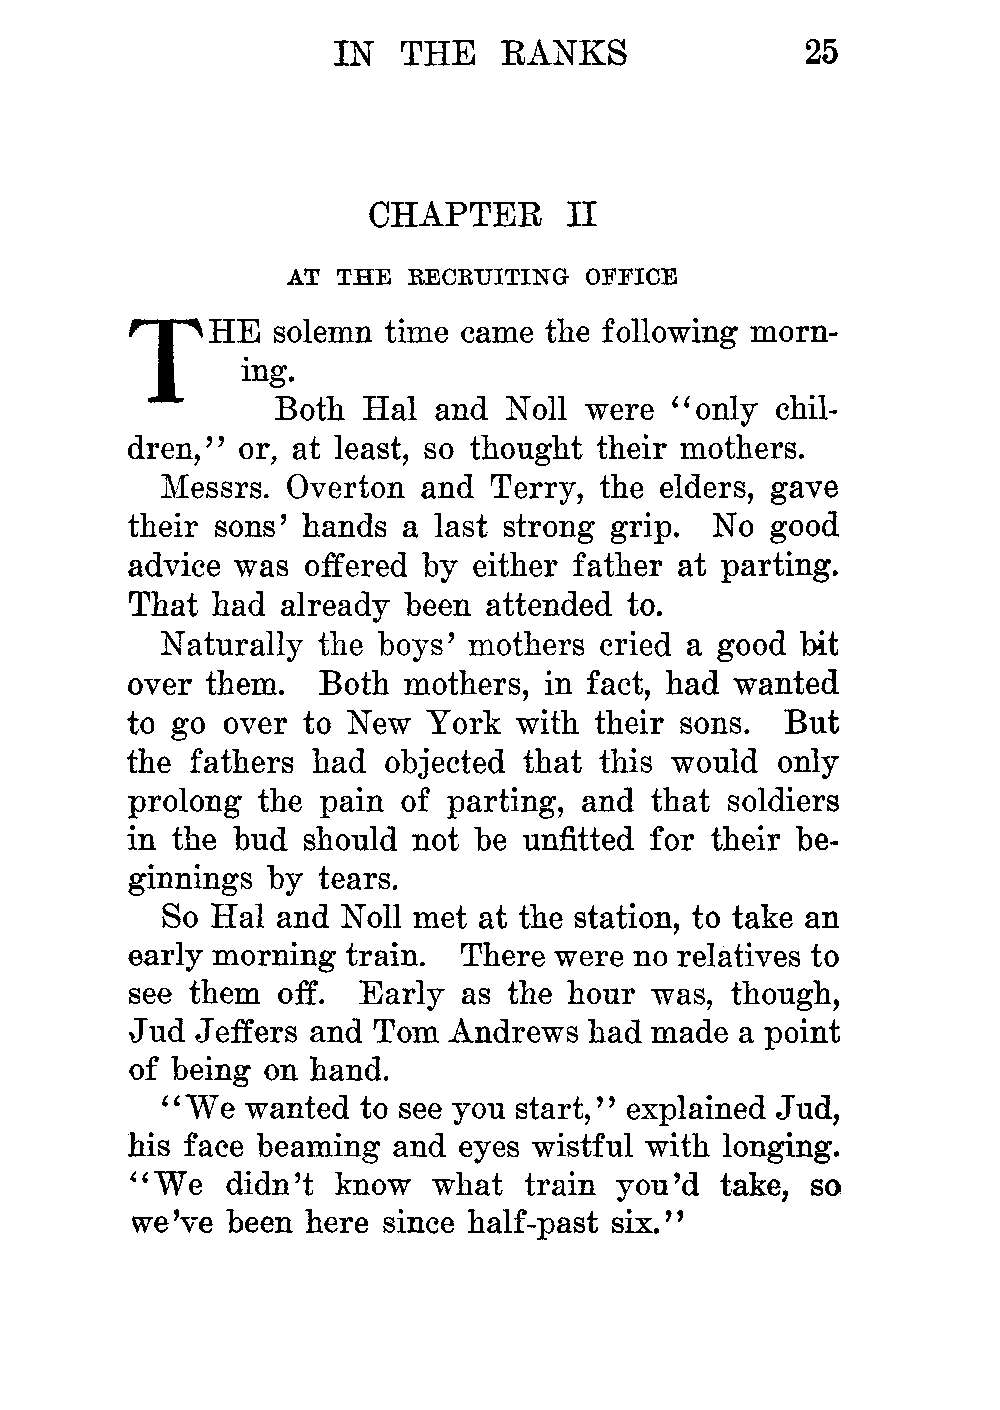 IN THE RANKS 25
CHAPTER II
AT THE RECRUITING OFFICE
THE solemn time came the following morn-
ing.
Both Hal and Noll were “only chil-
dren,” or, at least, so thought their mothers.
Messrs. Overton and Terry, the elders, gave
their sons’ hands a last strong grip. No good
advice was offered by either father at parting.
That had already been attended to.
Naturally the boys’ mothers cried a good bit
over them. Both mothers, in fact, had wanted
to go over to New York with their sons. But
the fathers had objected that this would only
prolong the pain of parting, and that soldiers
in the bud should not be unfitted for their be-
ginnings by tears.
So Hal and Noll met at the station, to take an
early morning train. There were no relatives to
see them off. Early as the hour was, though,
Jud Jeffers and Tom Andrews had made a point
of being on hand.
“We wanted to see you start,” explained Jud,
his face beaming and eyes wistful with longing.
“We didn’t know what train you’d take, so
we’ve been here since half-past six.”